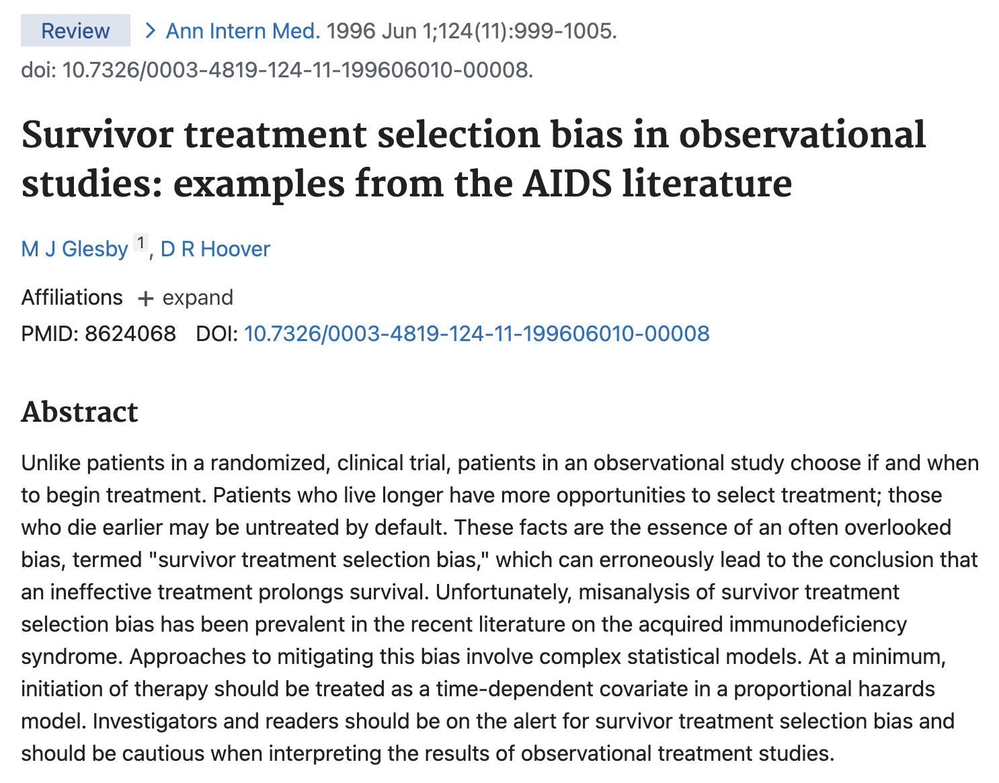 Review > Ann Intern Med. 1996 Jun 1;124(11):999-1005.
doi: 10.7326/0003-4819-124-11-199606010-00008.
Survivor treatment selection bias in observational
studies: examples from the AIDS literature
M J Glesby 1, D R Hoover
Affiliations + expand
PMID: 8624068 DOI: 10.7326/0003-4819-124-11-199606010-00008
Abstract
Unlike patients in a randomized, clinical trial, patients in an observational study choose if and when
to begin treatment. Patients who live longer have more opportunities to select treatment; those
who die earlier may be untreated by default. These facts are the essence of an often overlooked
bias, termed "survivor treatment selection bias," which can erroneously lead to the conclusion that
an ineffective treatment prolongs survival. Unfortunately, misanalysis of survivor treatment
selection bias has been prevalent in the recent literature on the acquired immunodeficiency
syndrome. Approaches to mitigating this bias involve complex statistical models. At a minimum,
initiation of therapy should be treated as a time-dependent covariate in a proportional hazards
model. Investigators and readers should be on the alert for survivor treatment selection bias and
should be cautious when interpreting the results of observational treatment studies.